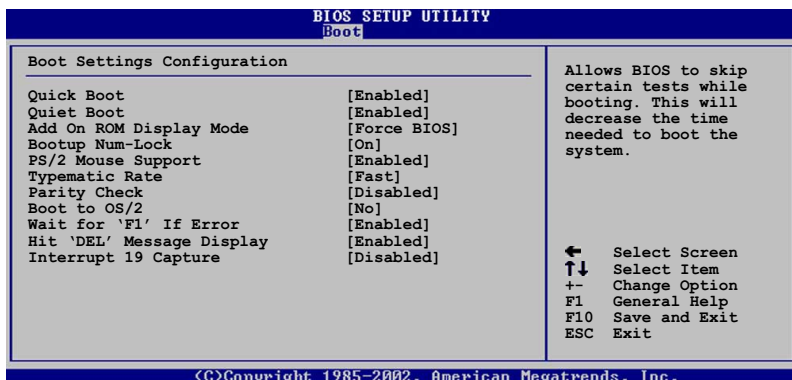 BIOS SETUP UTILITY
Boot
Boot Settings Configuration
Quick Boot [Enabled]
Quiet Boot [Enabled]
Add On ROM Display Mode [Force BIOS]
Bootup Num-Lock [On]
PS/2 Mouse Support [Enabled]
Typematic Rate [Fast]
Parity Check [Disabled]
Boot to OS/2 [No]
Wait for ‘F1’ If Error [Enabled]
Hit ‘DEL’ Message Display [Enabled]
Interrupt 19 Capture [Disabled]
Allows BIOS to skip
certain tests while
booting. This will
decrease the time
needed to boot the
system.
← Select Screen
↑↓ Select Item
+- Change Option
F1 General Help
F10 Save and Exit
ESC Exit
(C)Copyright 1985-2002, American Megatrends, Inc.